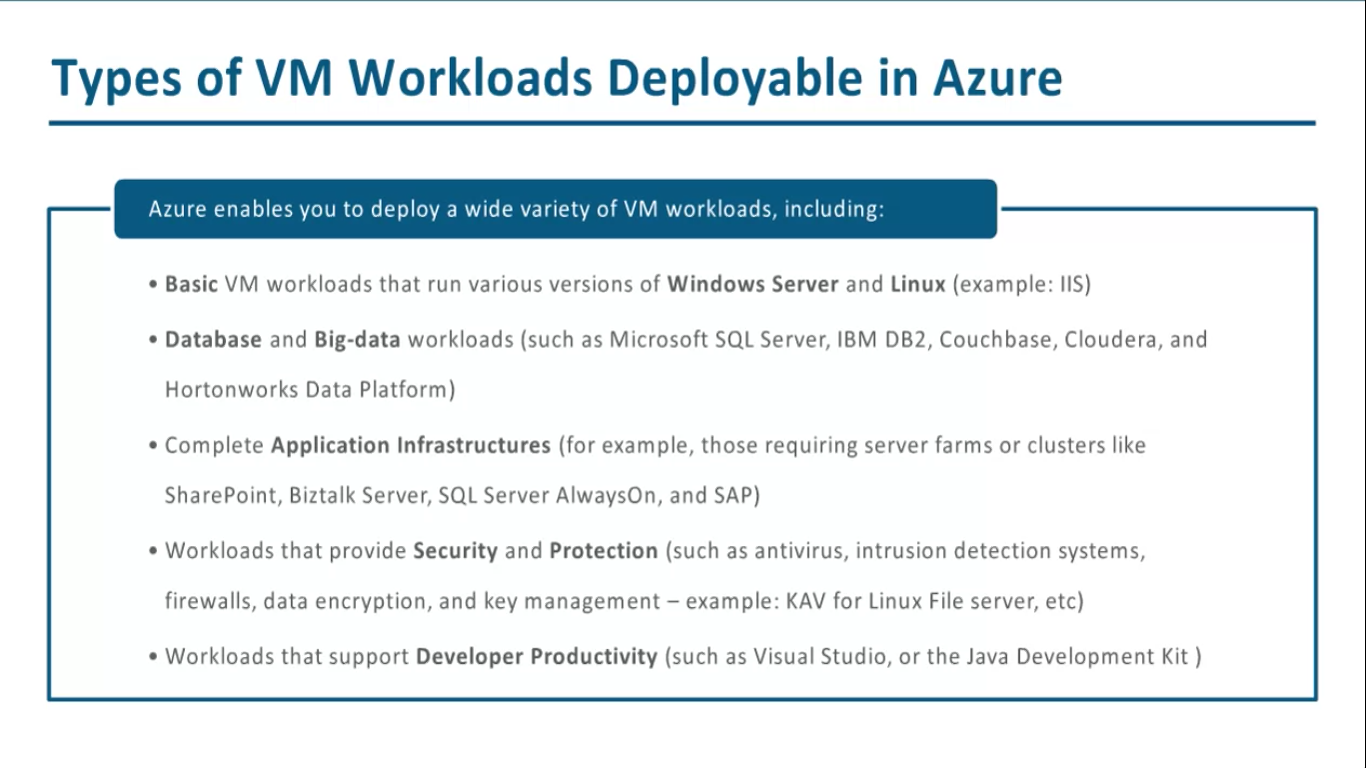 Types of VM Workloads Deployable in Azure
Azure enables you to deploy a wide variety of VM workloads, including:
• Basic VM workloads that run various versions of Windows Server and Linux (example: IIS)
• Database and Big-data workloads (such as Microsoft SQL Server, IBM DB2, Couchbase, Cloudera, and
Hortonworks Data Platform)
• Complete Application Infrastructures (for example, those requiring server farms or clusters like
SharePoint, Biztalk Server, SQL Server AlwaysOn, and SAP)
• Workloads that provide Security and Protection (such as antivirus, intrusion detection systems,
firewalls, data encryption, and key management – example: KAV for Linux File server, etc)
• Workloads that support Developer Productivity (such as Visual Studio, or the Java Development Kit )